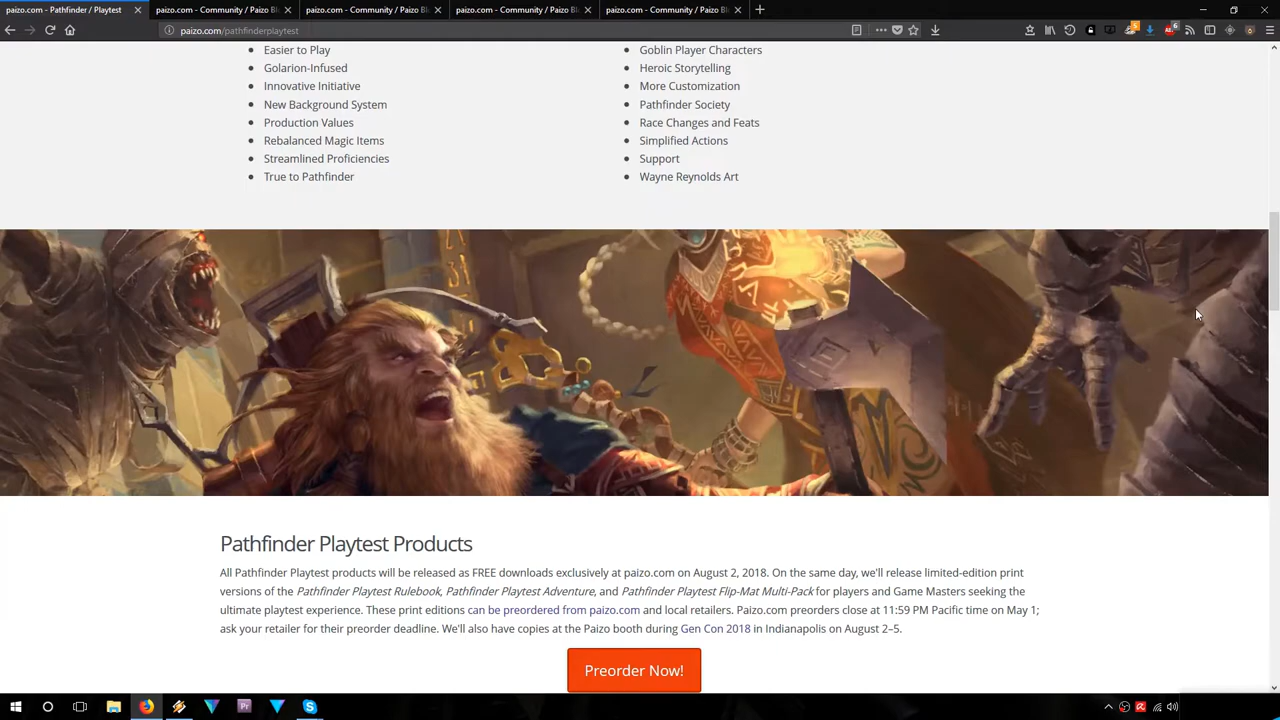 paizo.com - Pathfinder / Playtest
paizo.com - Community / Paizo Bl
paizo.com - Community / Paizo Bl
paizo.com - Community / Paizo Bl
paizo.com - Community / Paizo Bl
paizo.com/pathfinderplaytest
Easier to Play
Golarion-Infused
Innovative Initiative
New Background System
Production Values
Rebalanced Magic Items
Streamlined Proficiencies
True to Pathfinder
Goblin Player Characters
Heroic Storytelling
More Customization
Pathfinder Society
Race Changes and Feats
Simplified Actions
Support
Wayne Reynolds Art
Pathfinder Playtest Products
All Pathfinder Playtest products will be released as FREE downloads exclusively at paizo.com on August 2, 2018. On the same day, we'll release limited-edition print
versions of the Pathfinder Playtest Rulebook, Pathfinder Playtest Adventure, and Pathfinder Playtest Flip-Mat Multi-Pack for players and Game Masters seeking the
ultimate playtest experience. These print editions can be preordered from paizo.com and local retailers. Paizo.com preorders close at 11:59 PM Pacific time on May 1;
ask your retailer for their preorder deadline. We'll also have copies at the Paizo booth during Gen Con 2018 in Indianapolis on August 2–5.
Preorder Now!